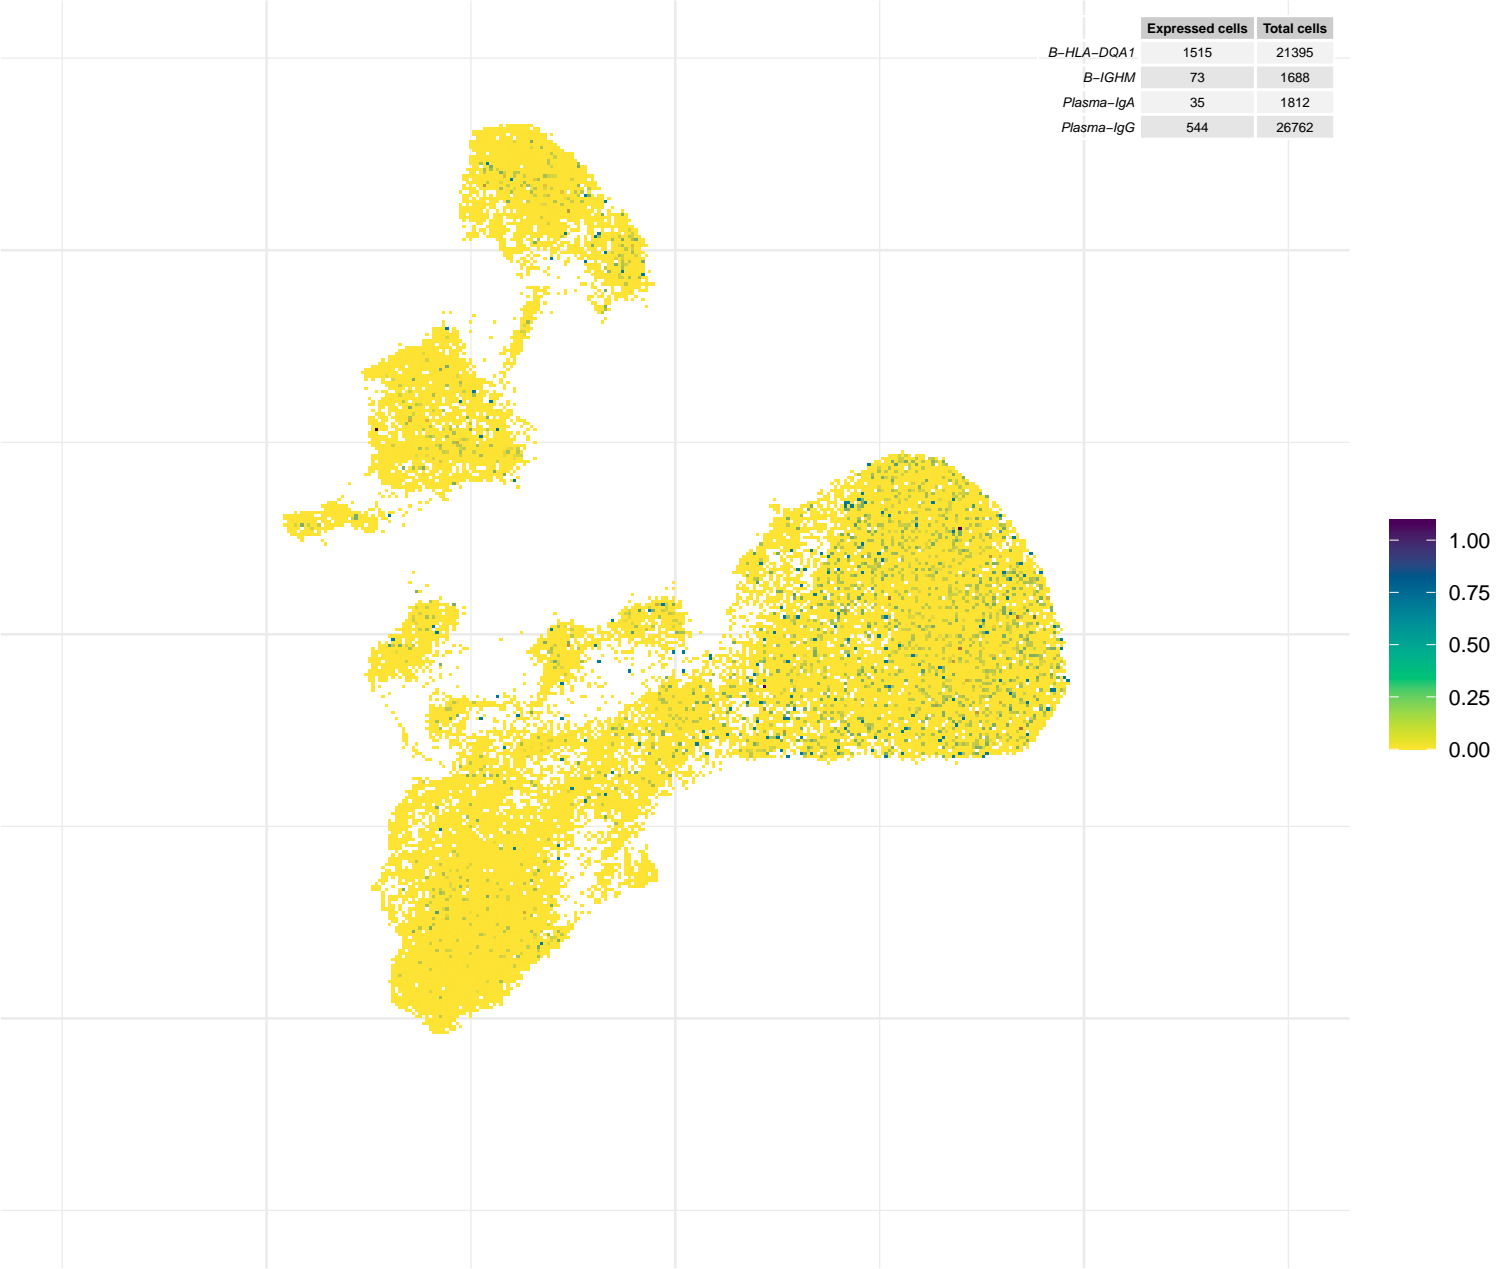 Expressed cells Total cells
B−HLA−DQA1 1515 21395
B−IGHM 73 1688
Plasma−IgA 35 1812
Plasma−IgG 544 26762
1.00
0.75
0.50
0.25
0.00